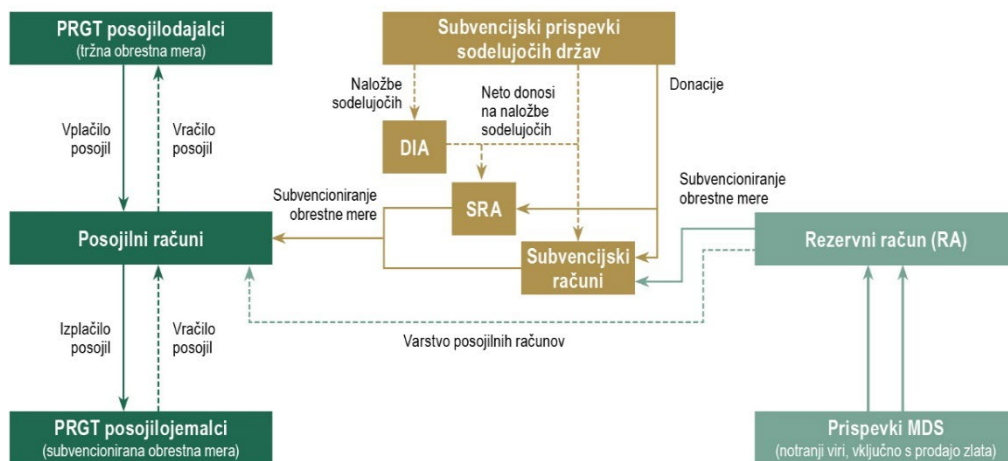 PRGT posojilodajalci
(tržna obrestna mera)
Subvencijski prispevki
sodelujočih držav
Naložbe
sodelujočih
Neto donosi
na naložbe
sodelujočih
Donacije
Vplačilo
posojil
Vračilo
posojil
DIA
SRA
Subvencioniranje
obrestne mere
Subvencioniranje
obrestne mere
Posojilni računi
Subvencijski
računi
Rezervni račun (RA)
Izplačilo
posojil
Vračilo
posojil
Varstvo posojilnih računov
PRGT posojilojemalci
(subvencionirana obrestna mera)
Prispevki MDS
(notranji viri, vključno s prodajo zlata)